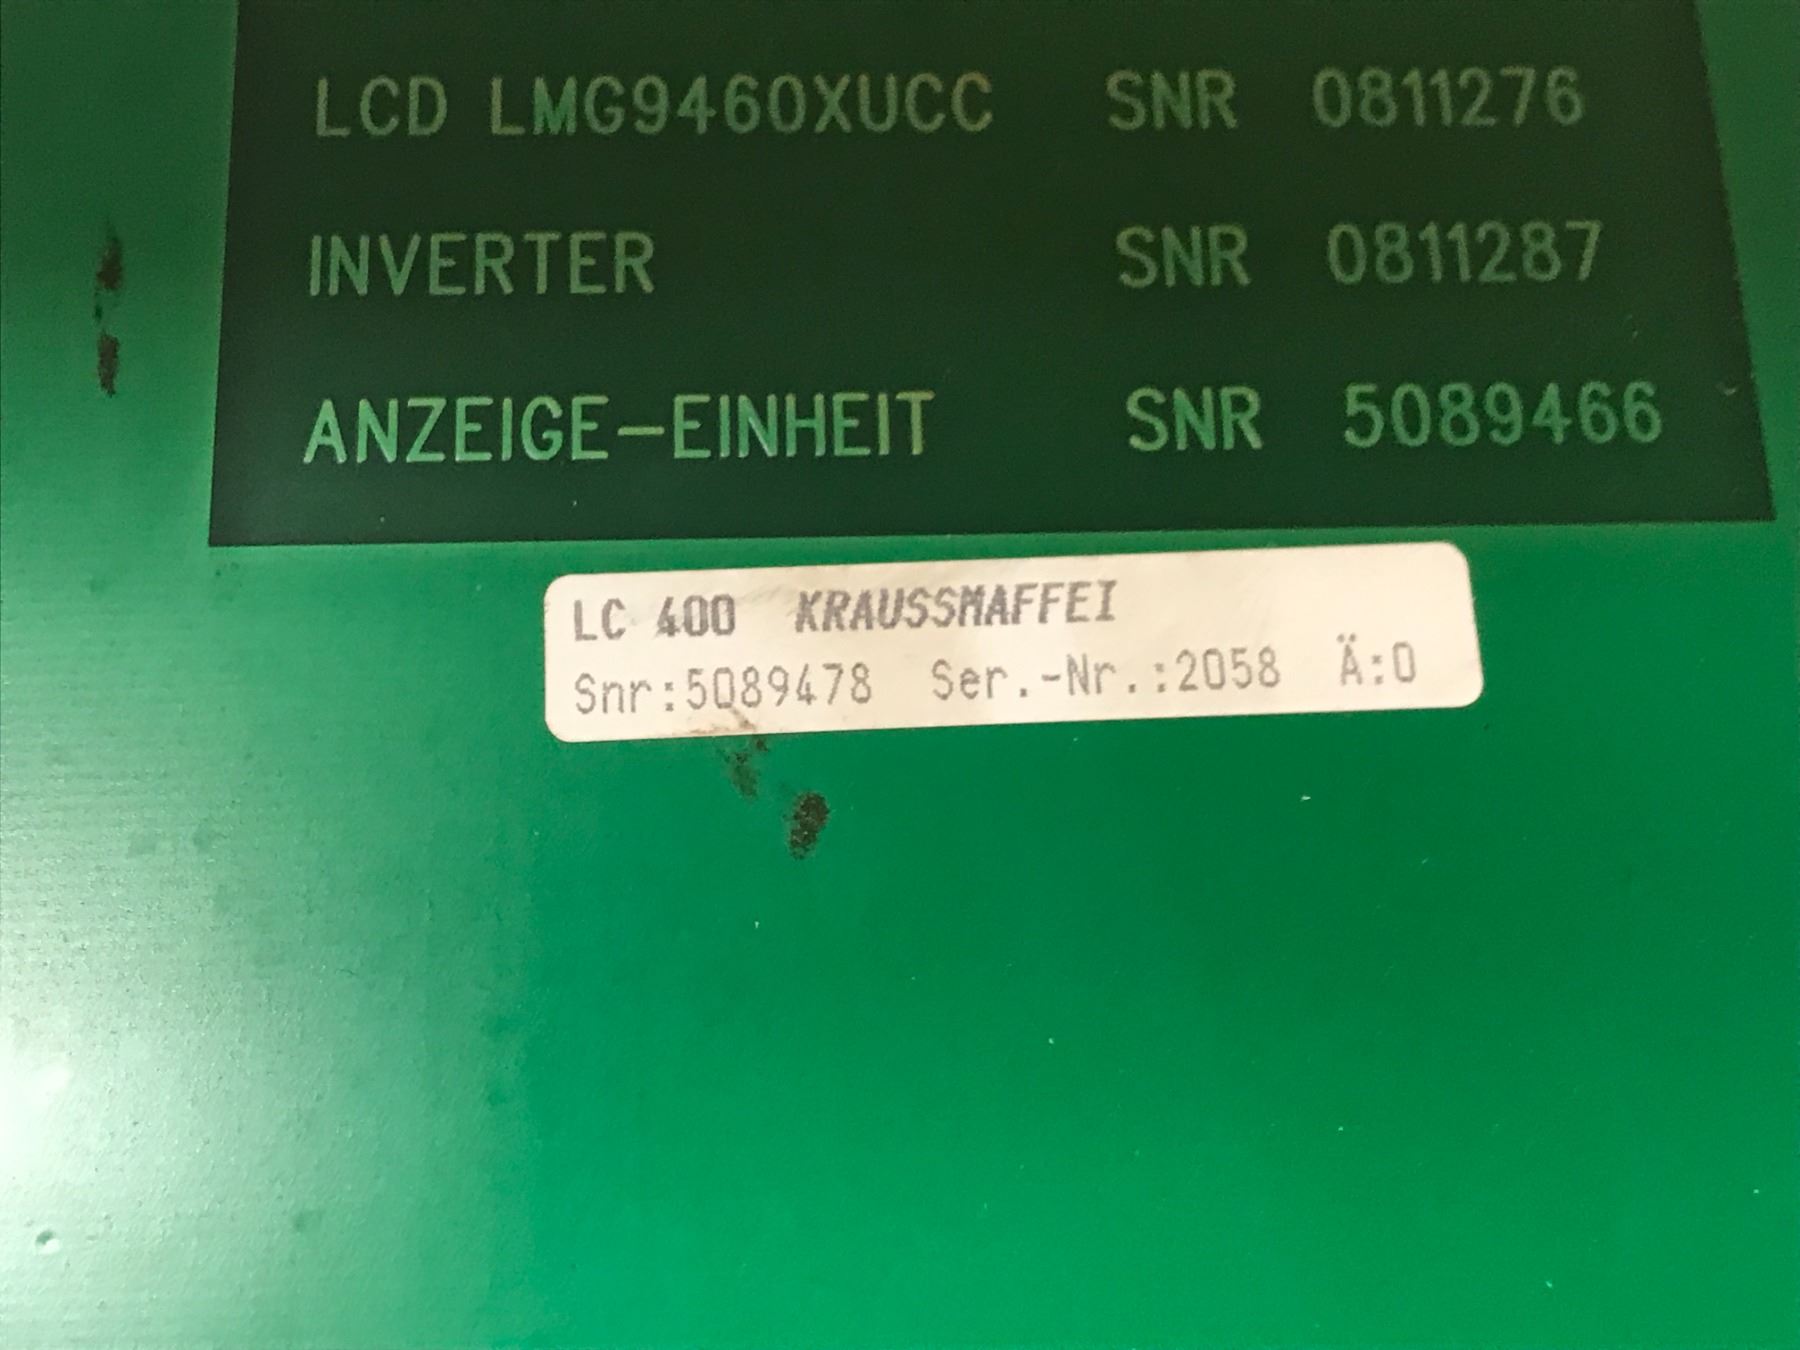 LCD LMG9460XUCC SNR 0811276
INVERTER SNR 0811287
ANZEIGE-EINHEIT SNR 5089466
LC 400 KRAUSSMAFFEI
Snr:5089478 Ser.-Nr.:2058 Ä:0